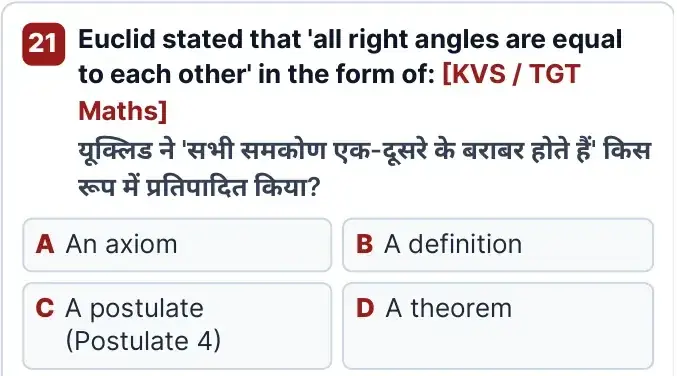 21 Euclid stated that 'all right angles are equal
to each other' in the form of: [KVS / TGT
Maths]
यूक्लिड ने 'सभी समकोण एक-दूसरे के बराबर होते हैं' किस
रूप में प्रतिपादित किया?
A An axiom
B A definition
C A postulate
(Postulate 4)
D A theorem